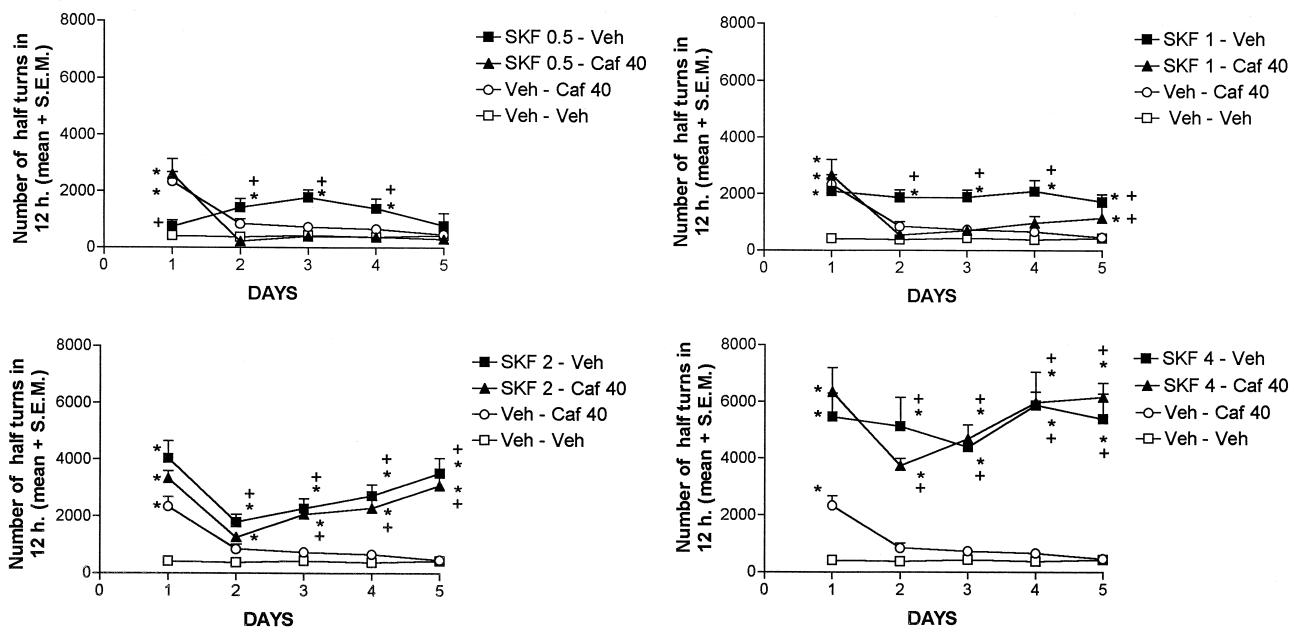 Number of half turns in
12 h. (mean + S.E.M.)
8000
6000
4000
2000
0
0 1 2 3 4 5
DAYS
SKF 0.5 - Veh
SKF 0.5 - Caf 40
Veh - Caf 40
Veh - Veh
* * +
+ *
+ *
+ *
Number of half turns in
12 h. (mean + S.E.M.)
8000
6000
4000
2000
0
0 1 2 3 4 5
DAYS
SKF 1 - Veh
SKF 1 - Caf 40
Veh - Caf 40
Veh - Veh
* * *
+ *
+ *
+ *
* +
* +
Number of half turns in
12 h. (mean + S.E.M.)
8000
6000
4000
2000
0
0 1 2 3 4 5
DAYS
SKF 2 - Veh
SKF 2 - Caf 40
Veh - Caf 40
Veh - Veh
* * *
+ *
*
+ *
* +
+ *
* +
+ *
* +
Number of half turns in
12 h. (mean + S.E.M.)
8000
6000
4000
2000
0
0 1 2 3 4 5
DAYS
SKF 4 - Veh
SKF 4 - Caf 40
Veh - Caf 40
Veh - Veh
* * *
+ *
* +
+ *
* +
+ *
* +
+ *
* +